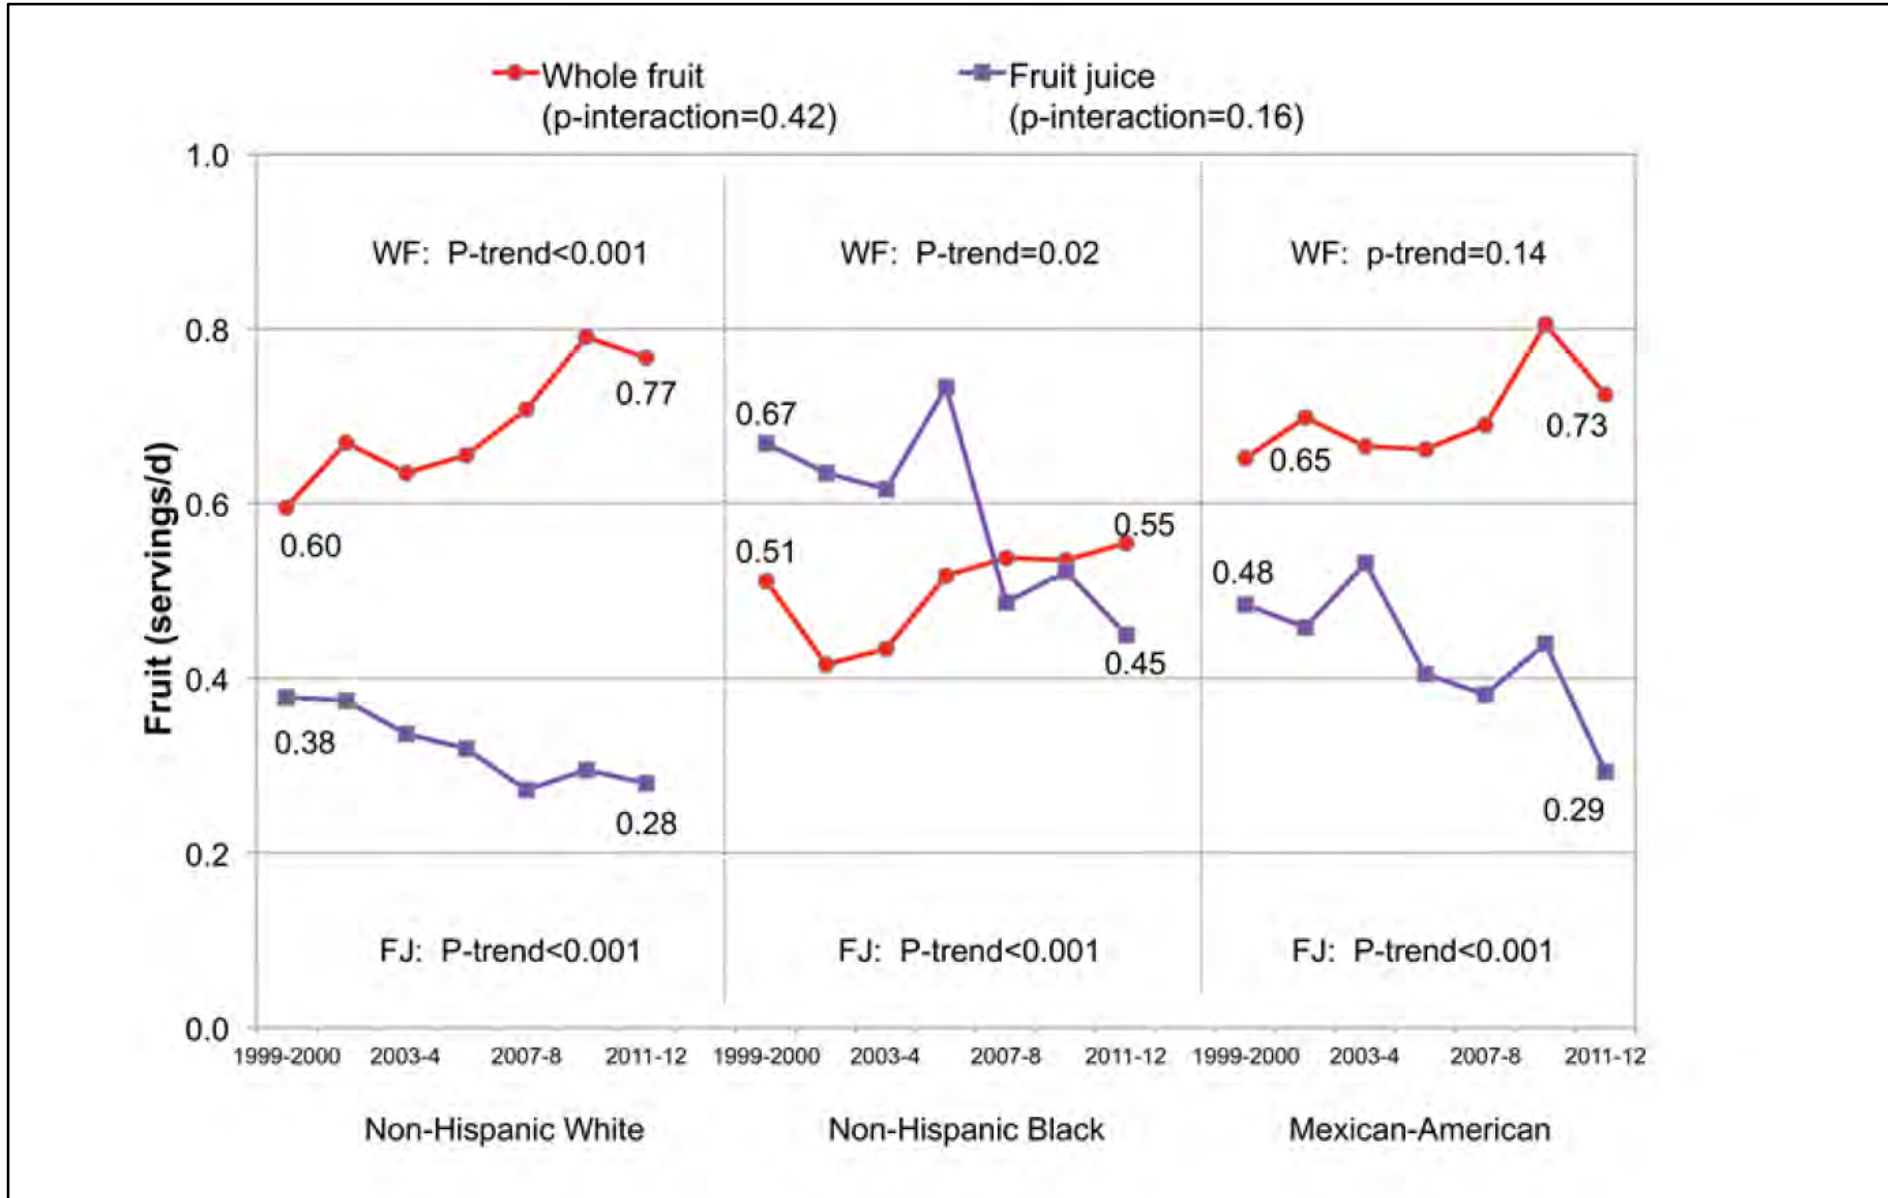 Whole fruit
(p-interaction=0.42)
Fruit juice
(p-interaction=0.16)
Fruit (servings/d)
1.0
0.8
0.6
0.4
0.2
0.0
WF:  P-trend<0.001
0.77
0.60
0.38
0.28
FJ:  P-trend<0.001
WF:  P-trend=0.02
0.67
0.51
0.55
0.45
FJ:  P-trend<0.001
WF:  p-trend=0.14
0.65
0.73
0.48
0.29
FJ:  P-trend<0.001
1999-2000 2003-4 2007-8 2011-12 1999-2000 2003-4 2007-8 2011-12 1999-2000 2003-4 2007-8 2011-12
Non-Hispanic White Non-Hispanic Black Mexican-American